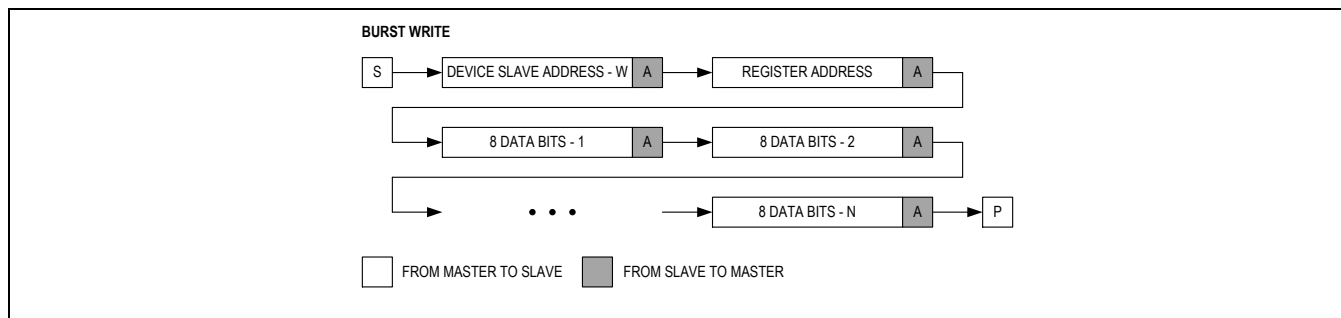 BURST WRITE
S DEVICE SLAVE ADDRESS - W A REGISTER ADDRESS A
8 DATA BITS - 1 A 8 DATA BITS - 2 A
• • • 8 DATA BITS - N A P
FROM MASTER TO SLAVE FROM SLAVE TO MASTER